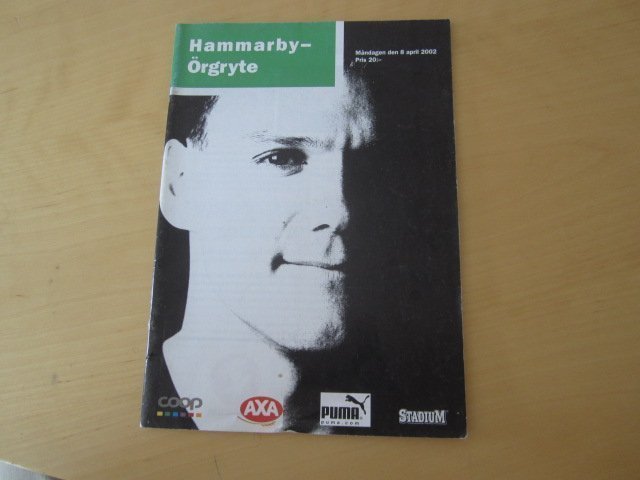 Hammarby–
Örgryte
Måndagen den 8 april 2002
Pris 20:-
coop
AXA
PUMA
puma.com
STADIUM